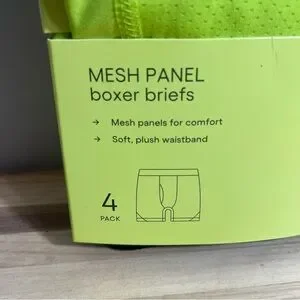 MESH PANEL
boxer briefs
→ Mesh panels for comfort
→ Soft, plush waistband
4
PACK